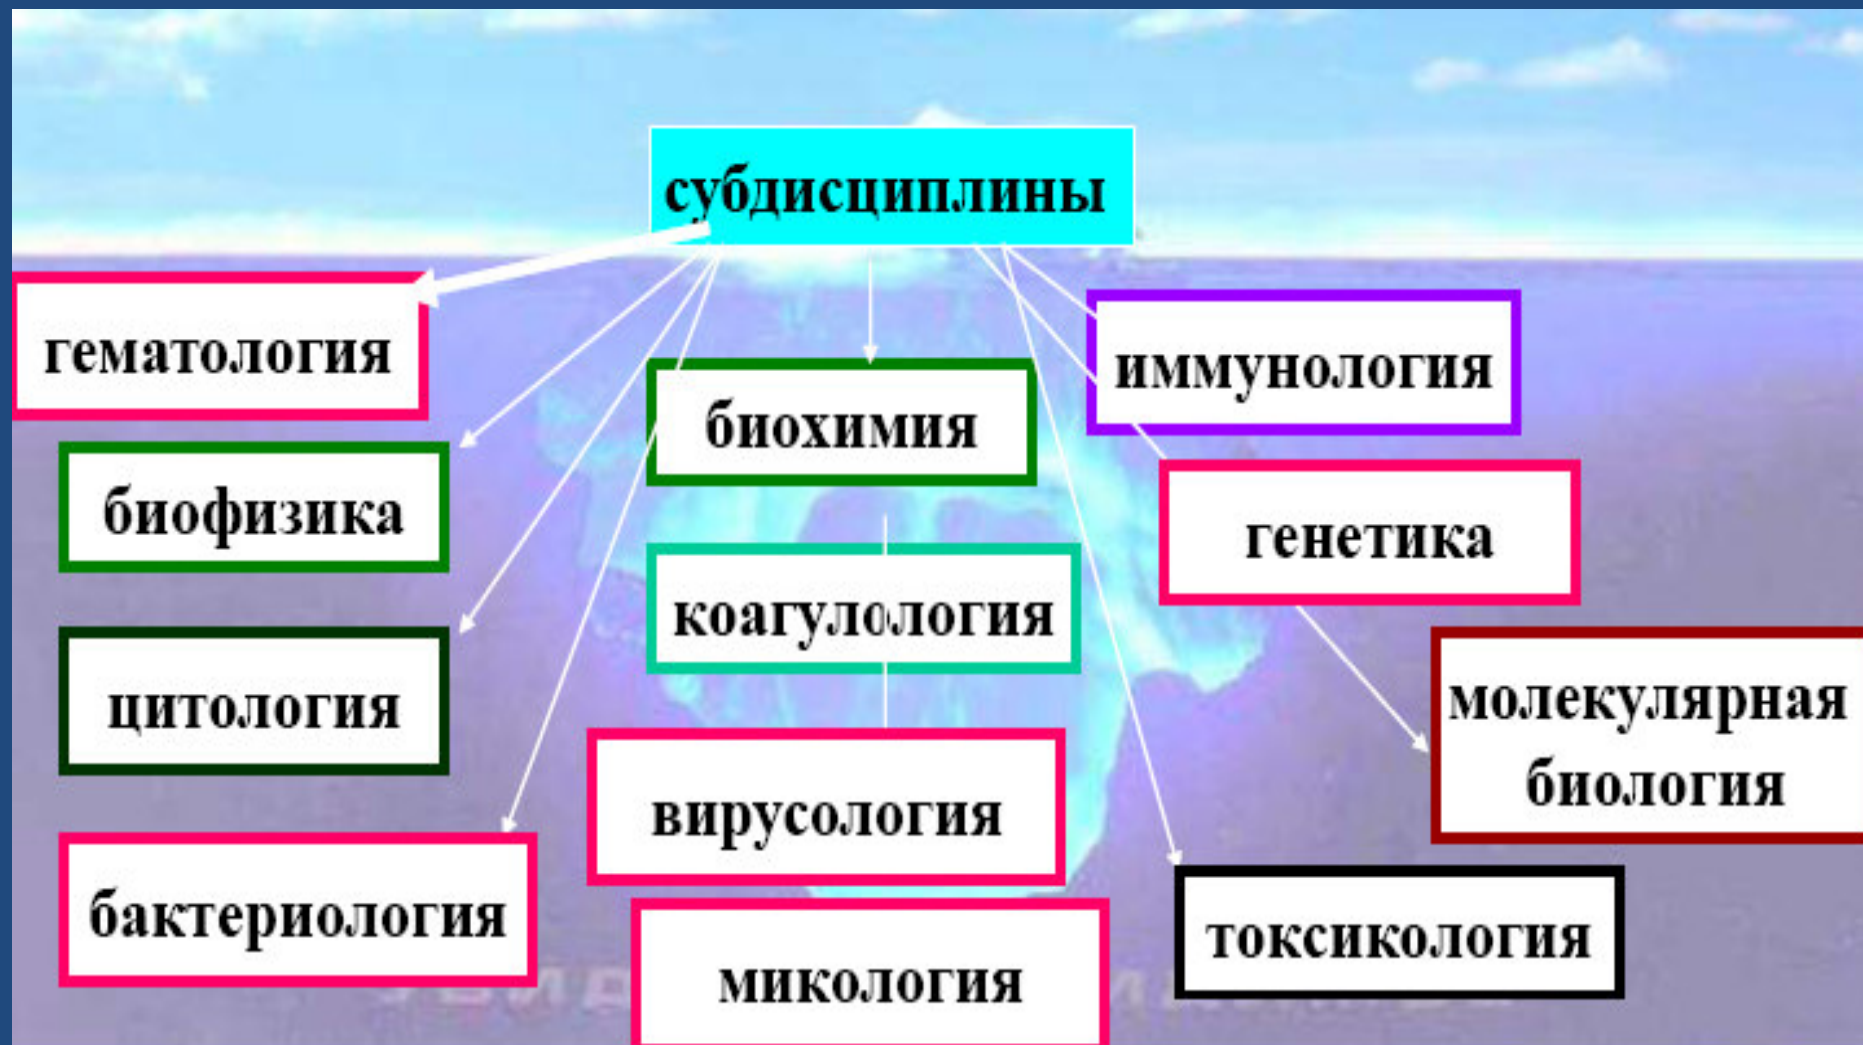 субдисциплины
гематология
биофизика
цитология
бактериология
биохимия
коагулология
вирусология
микология
иммунология
генетика
молекулярная
биология
токсикология